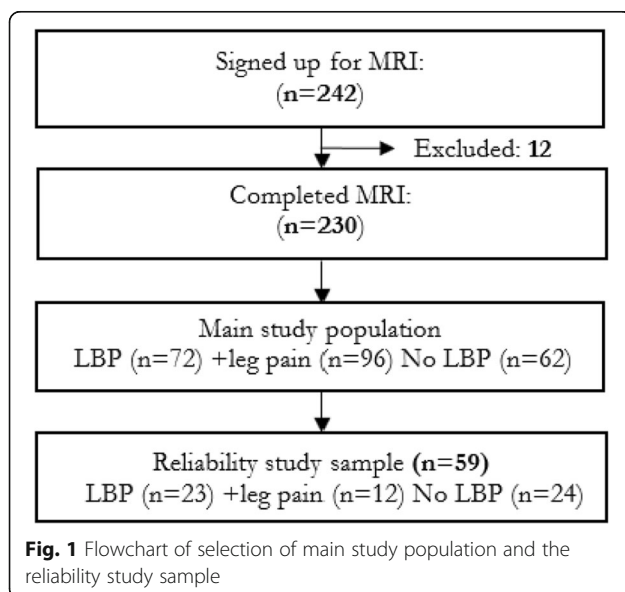 Signed up for MRI:
(n=242)
Excluded: 12
Completed MRI:
(n=230)
Main study population
LBP (n=72) +leg pain (n=96) No LBP (n=62)
Reliability study sample (n=59)
LBP (n=23) +leg pain (n=12) No LBP (n=24)
Fig. 1 Flowchart of selection of main study population and the
reliability study sample